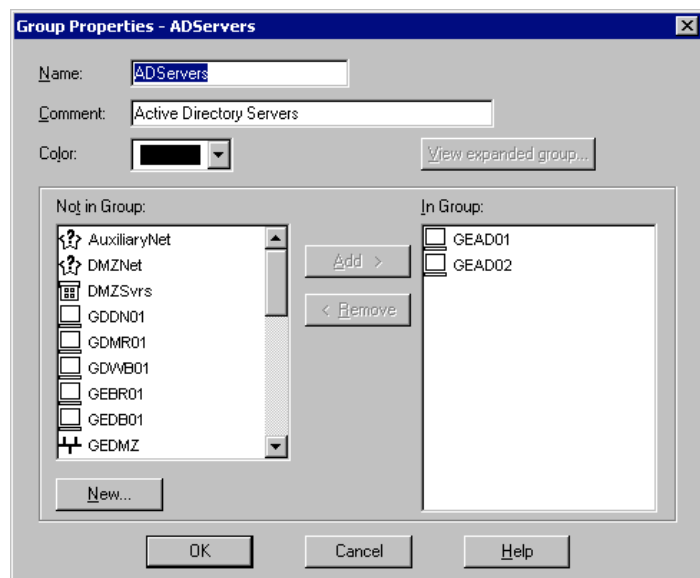 Group Properties - ADServers
Name: ADServers
Comment: Active Directory Servers
Color:
View expanded group...
Not in Group:
AuxiliaryNet
DMZNet
DMZSvrs
GDDN01
GDMR01
GDWB01
GEBR01
GEDB01
GEDMZ
New...
Add >
< Remove
In Group:
GEAD01
GEAD02
OK
Cancel
Help